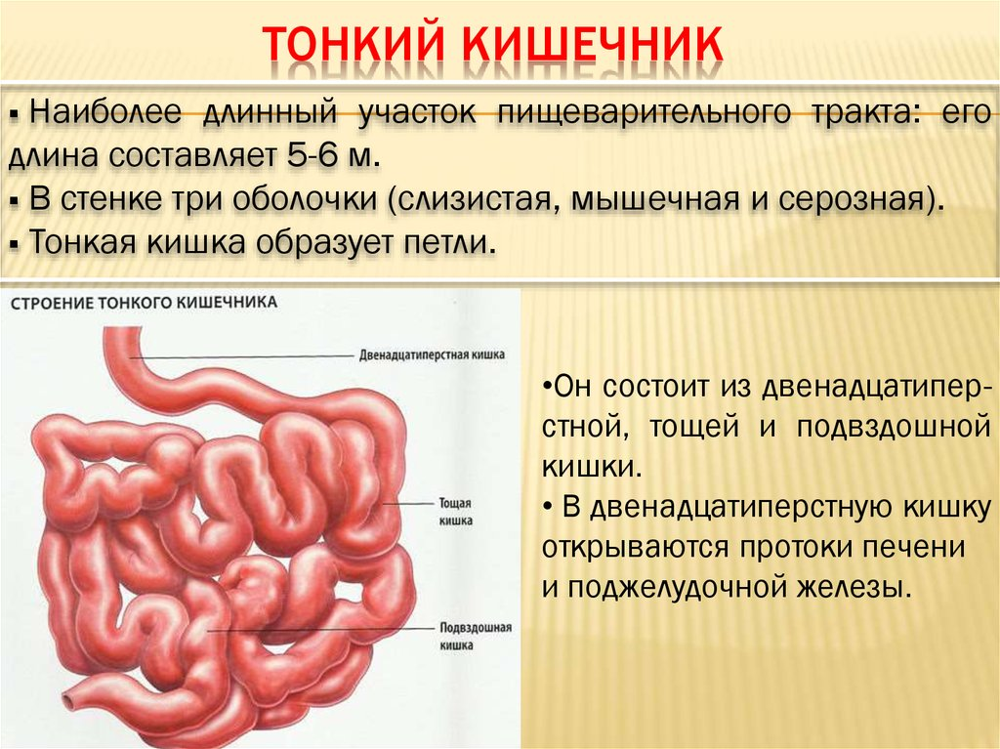 ТОНКИЙ КИШЕЧНИК
▪ Наиболее длинный участок пищеварительного тракта: его
длина составляет 5-6 м.
▪ В стенке три оболочки (слизистая, мышечная и серозная).
▪ Тонкая кишка образует петли.
СТРОЕНИЕ ТОНКОГО КИШЕЧНИКА
Двенадцатиперстная кишка
Тощая
кишка
Подвздошная
кишка
•Он состоит из двенадцатипер-
стной, тощей и подвздошной
кишки.
• В двенадцатиперстную кишку
открываются протоки печени
и поджелудочной железы.